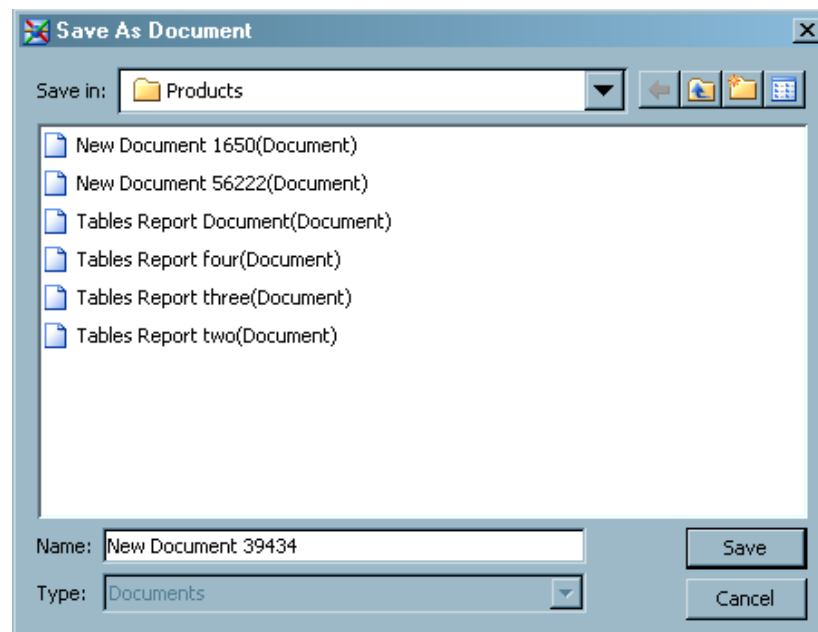 Save As Document
Save in: Products
New Document 1650(Document)
New Document 56222(Document)
Tables Report Document(Document)
Tables Report four(Document)
Tables Report three(Document)
Tables Report two(Document)
Name: New Document 39434
Save
Type: Documents
Cancel